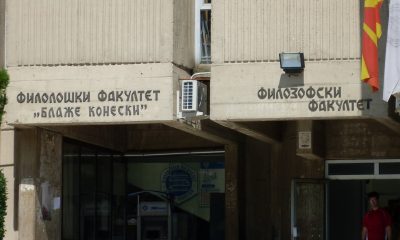 ФИЛОЛОШКИ ФАКУЛТЕТ
„БЛАЖЕ КОНЕСКИ"
ФИЛОЗОФСКИ
ФАКУЛТЕТ